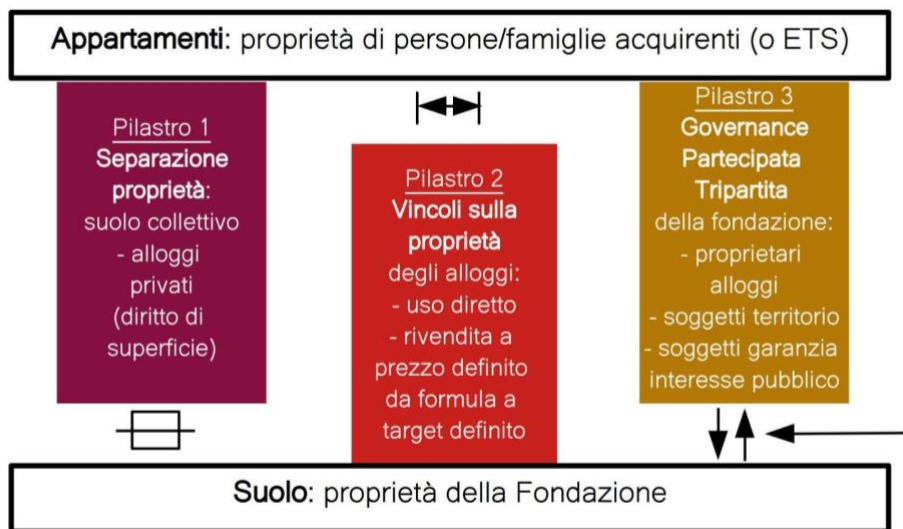 Appartamenti: proprietà di persone/famiglie acquirenti (o ETS)
Pilastro 1
Separazione
proprietà:
suolo collettivo
- alloggi
privati
(diritto di
superficie)
Pilastro 2
Vincoli sulla
proprietà
degli alloggi:
- uso diretto
- rivendita a
prezzo definito
da formula a
target definito
Pilastro 3
Governance
Partecipata
Tripartita
della fondazione:
- proprietari
alloggi
- soggetti territorio
- soggetti garanzia
interesse pubblico
Suolo: proprietà della Fondazione